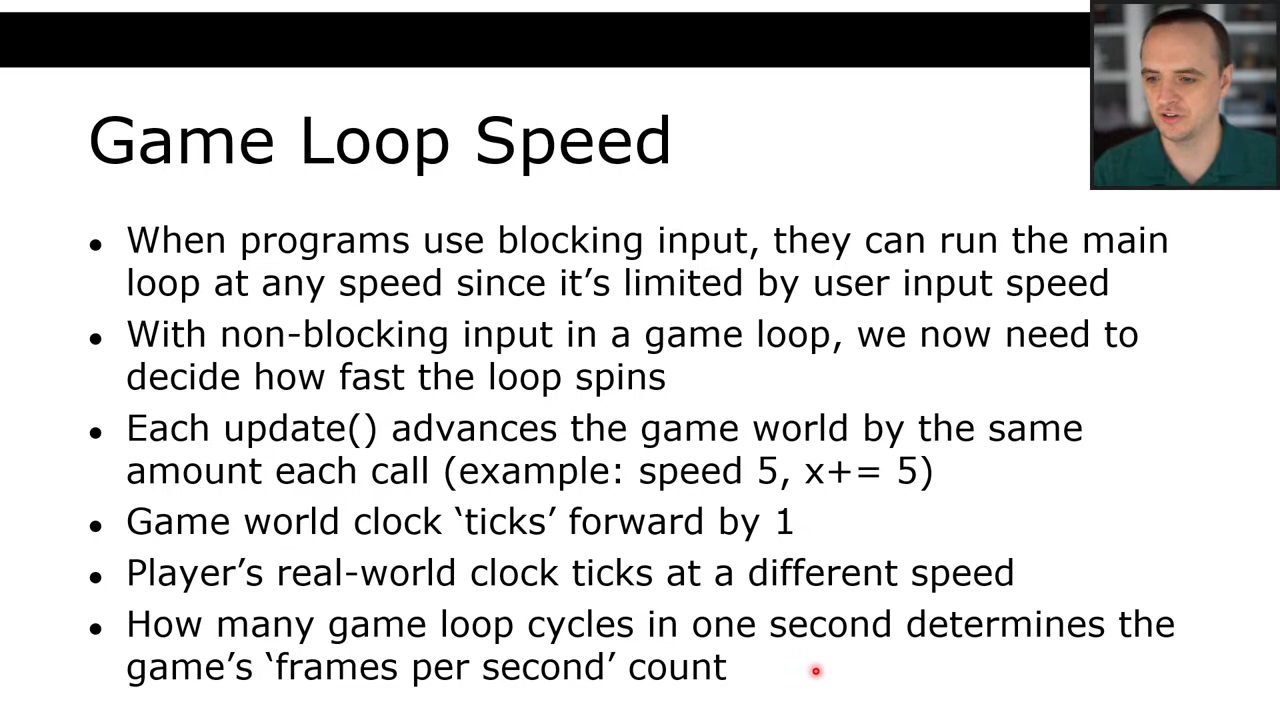 Game Loop Speed
• When programs use blocking input, they can run the main
loop at any speed since it’s limited by user input speed
• With non-blocking input in a game loop, we now need to
decide how fast the loop spins
• Each update() advances the game world by the same
amount each call (example: speed 5, x+= 5)
• Game world clock ‘ticks’ forward by 1
• Player’s real-world clock ticks at a different speed
• How many game loop cycles in one second determines the
game’s ‘frames per second’ count